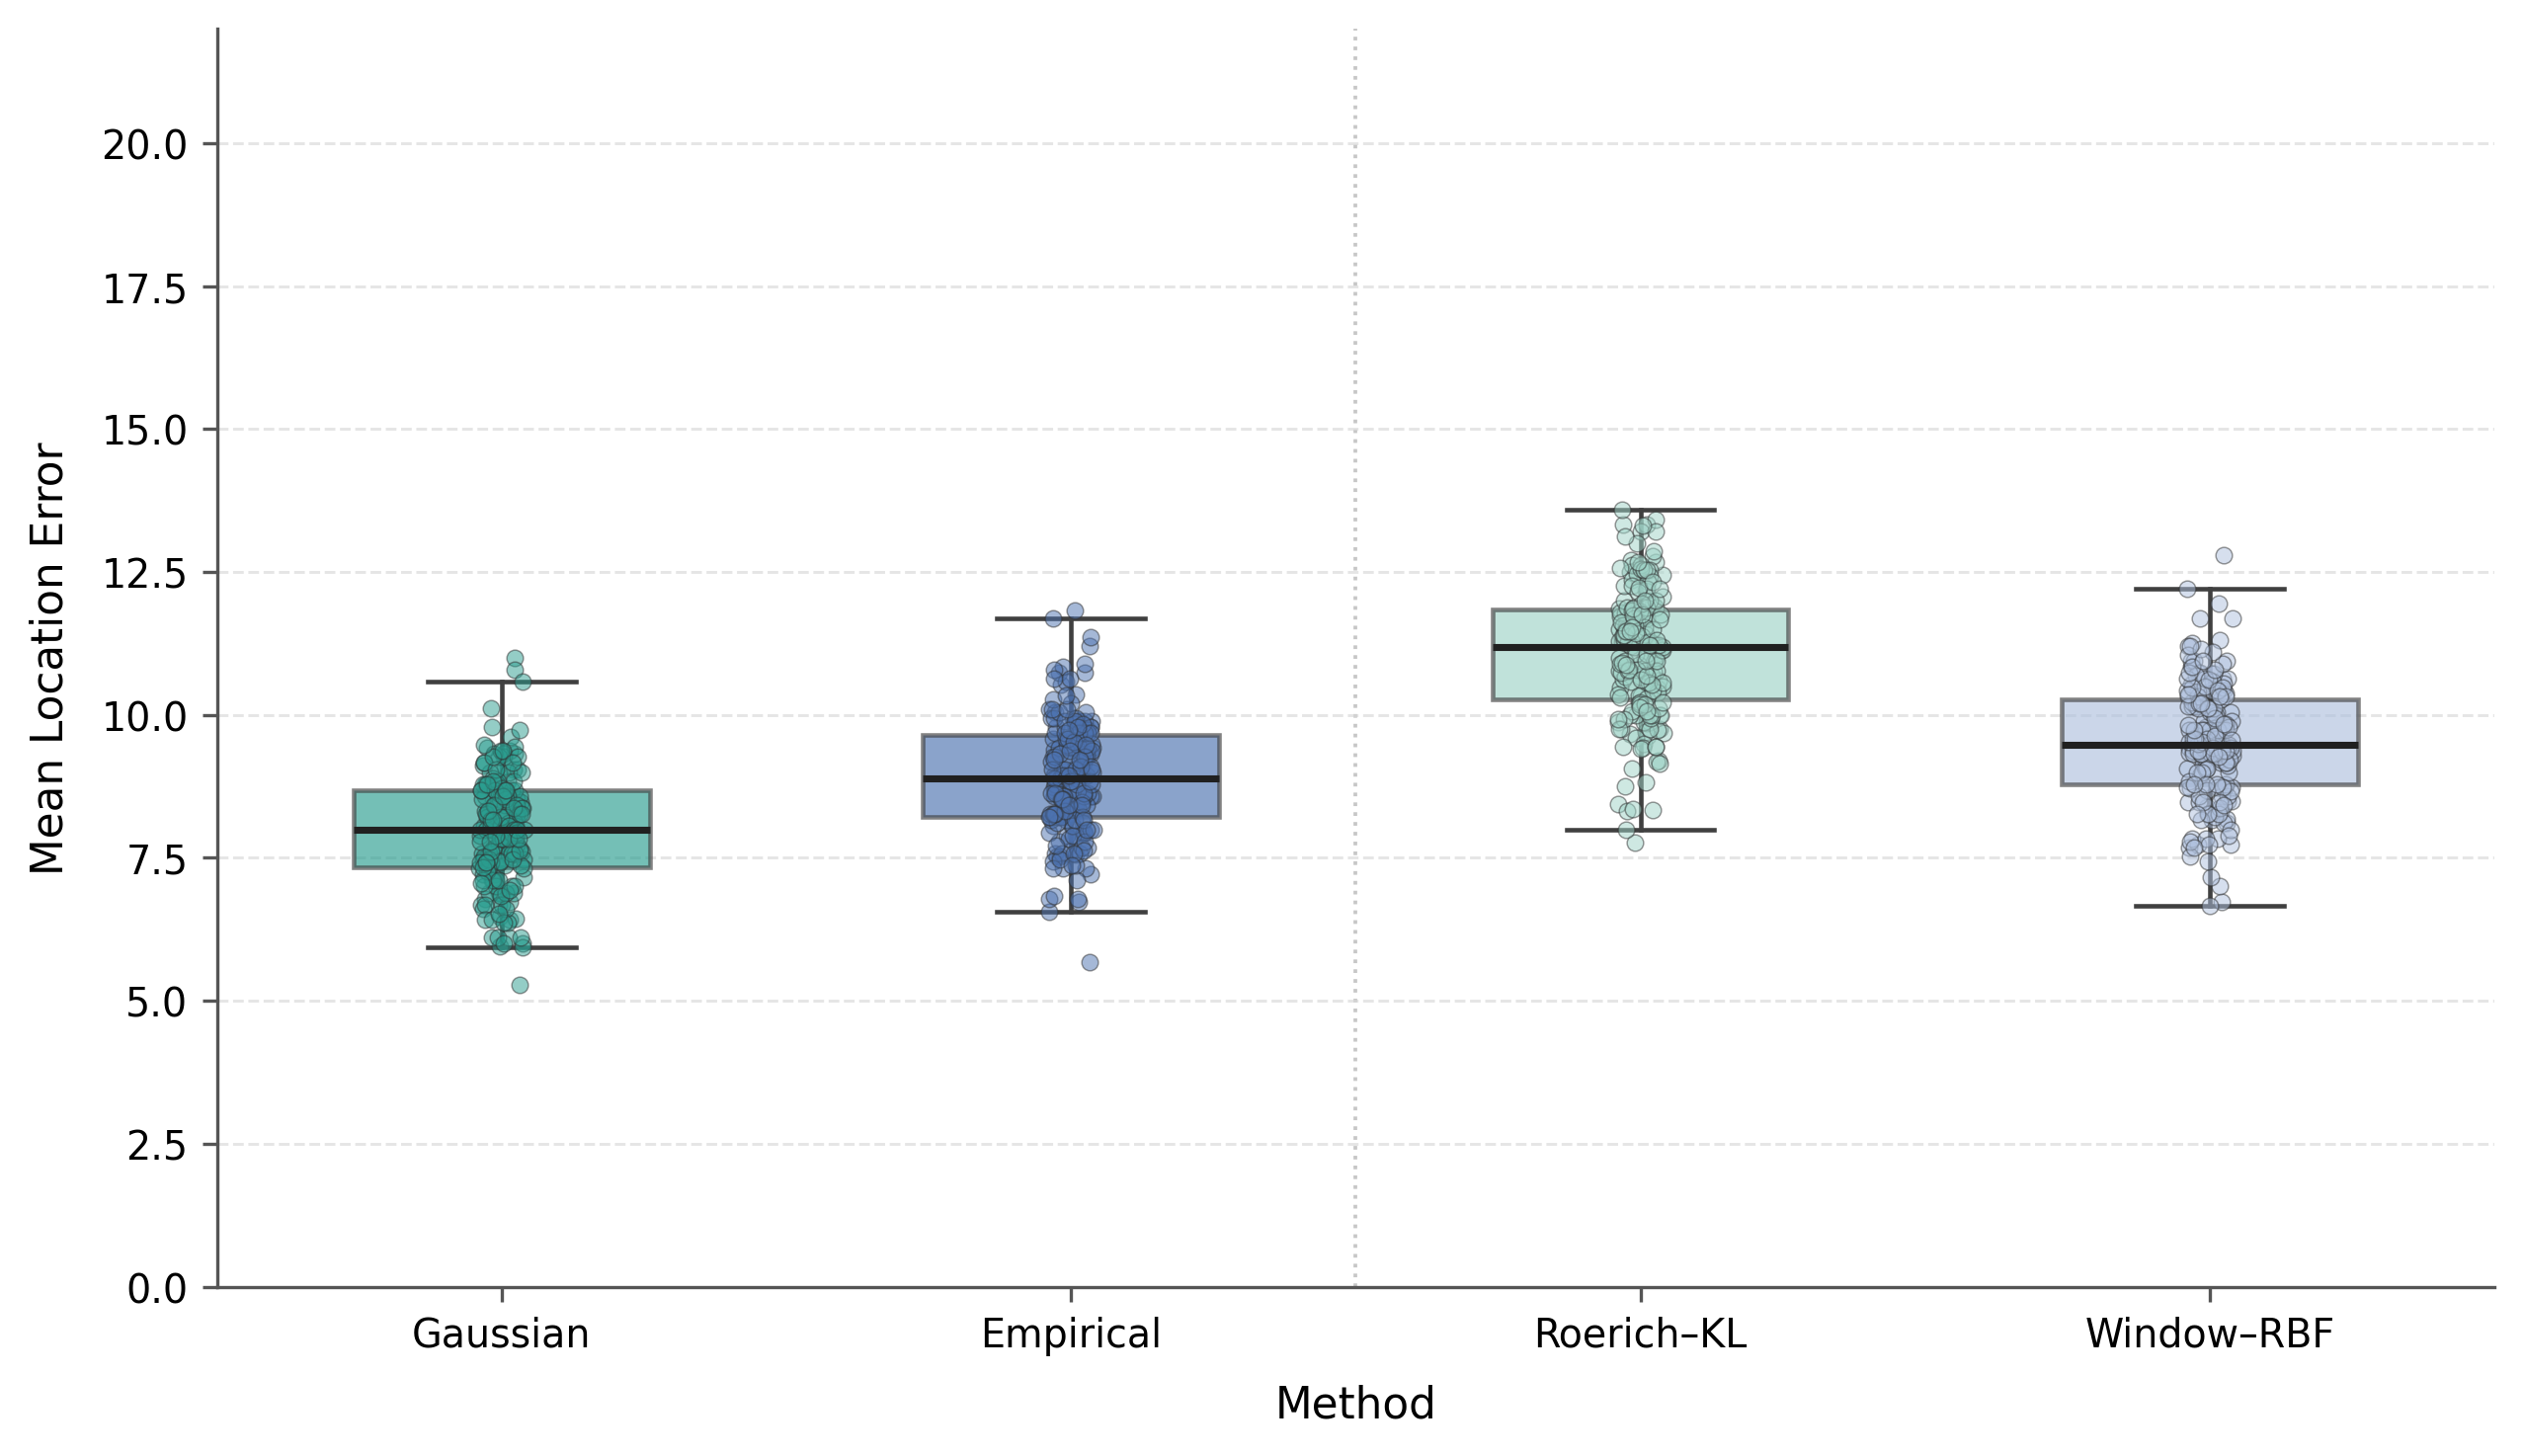 Mean Location Error
20.0
17.5
15.0
12.5
10.0
7.5
5.0
2.5
0.0
Gaussian
Empirical
Roerich–KL
Window–RBF
Method